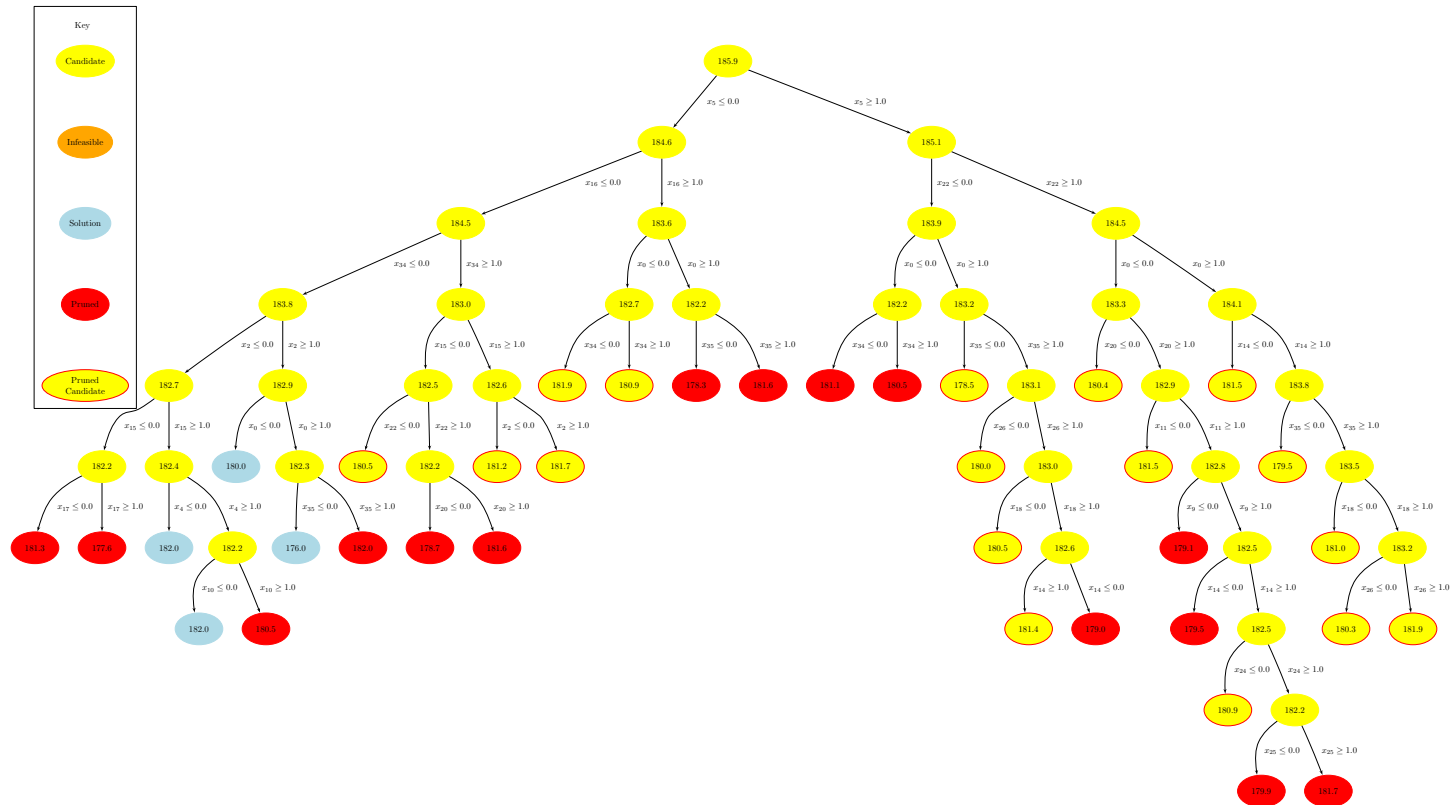 Key
Candidate
Infeasible
Solution
Pruned
Pruned
Candidate
185.9
x₅ ≤ 0.0
x₅ ≥ 1.0
184.6
185.1
x₁₆ ≤ 0.0
x₁₆ ≥ 1.0
x₂₂ ≤ 0.0
x₂₂ ≥ 1.0
184.5
183.6
183.9
184.5
x₃₄ ≤ 0.0
x₃₄ ≥ 1.0
x₀ ≤ 0.0
x₀ ≥ 1.0
x₀ ≤ 0.0
x₀ ≥ 1.0
x₀ ≤ 0.0
x₀ ≥ 1.0
183.8
183.0
182.7
182.2
182.2
183.2
183.3
184.1
x₂ ≤ 0.0
x₂ ≥ 1.0
x₁₅ ≤ 0.0
x₁₅ ≥ 1.0
x₃₄ ≤ 0.0
x₃₄ ≥ 1.0
x₃₅ ≤ 0.0
x₃₅ ≥ 1.0
x₃₄ ≤ 0.0
x₃₄ ≥ 1.0
x₃₅ ≤ 0.0
x₃₅ ≥ 1.0
x₂₀ ≤ 0.0
x₂₀ ≥ 1.0
x₁₄ ≤ 0.0
x₁₄ ≥ 1.0
182.7
182.9
182.5
182.6
181.9
180.9
178.3
181.6
181.1
180.5
178.5
183.1
180.4
182.9
181.5
183.8
x₁₅ ≤ 0.0
x₁₅ ≥ 1.0
x₀ ≤ 0.0
x₀ ≥ 1.0
x₂₂ ≤ 0.0
x₂₂ ≥ 1.0
x₂ ≤ 0.0
x₂ ≥ 1.0
x₂₆ ≤ 0.0
x₂₆ ≥ 1.0
x₁₁ ≤ 0.0
x₁₁ ≥ 1.0
x₃₅ ≤ 0.0
x₃₅ ≥ 1.0
182.2
182.4
180.0
182.3
180.5
182.2
181.2
181.7
180.0
183.0
181.5
182.8
179.5
183.5
x₁₇ ≤ 0.0
x₁₇ ≥ 1.0
x₄ ≤ 0.0
x₄ ≥ 1.0
x₃₅ ≤ 0.0
x₃₅ ≥ 1.0
x₂₀ ≤ 0.0
x₂₀ ≥ 1.0
x₁₈ ≤ 0.0
x₁₈ ≥ 1.0
x₉ ≤ 0.0
x₉ ≥ 1.0
x₁₈ ≤ 0.0
x₁₈ ≥ 1.0
181.3
177.6
182.0
182.2
176.0
182.0
178.7
181.6
180.5
182.6
179.1
182.5
181.0
183.2
x₁₀ ≤ 0.0
x₁₀ ≥ 1.0
x₁₄ ≥ 1.0
x₁₄ ≤ 0.0
x₁₄ ≤ 0.0
x₁₄ ≥ 1.0
x₂₆ ≤ 0.0
x₂₆ ≥ 1.0
182.0
180.5
181.4
179.0
179.5
182.5
180.3
181.9
x₂₄ ≤ 0.0
x₂₄ ≥ 1.0
180.9
182.2
x₂₅ ≤ 0.0
x₂₅ ≥ 1.0
179.9
181.7